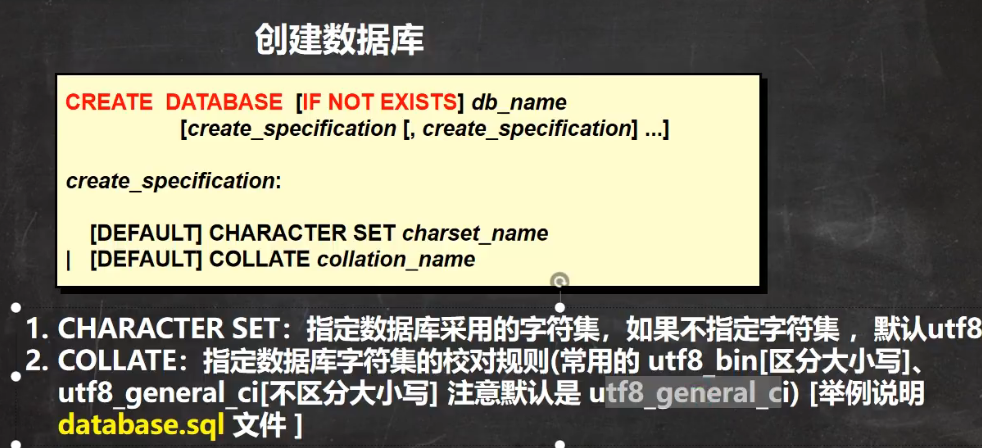 创建数据库
CREATE DATABASE [IF NOT EXISTS] db_name
[create_specification [, create_specification] ...]
create_specification:
[DEFAULT] CHARACTER SET charset_name
| [DEFAULT] COLLATE collation_name
1. CHARACTER SET：指定数据库采用的字符集，如果不指定字符集，默认utf8
2. COLLATE：指定数据库字符集的校对规则(常用的 utf8_bin[区分大小写]、
utf8_general_ci[不区分大小写] 注意默认是 utf8_general_ci) [举例说明
database.sql 文件 ]